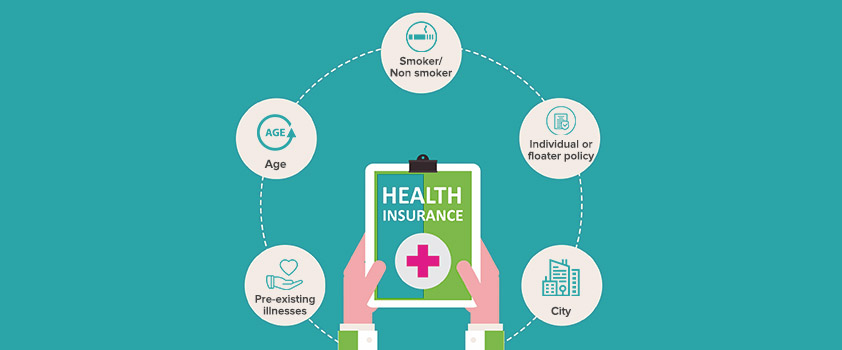 Smoker/
Non smoker
AGE
Age
Individual or
floater policy
HEALTH
INSURANCE
Pre-existing
illnesses
City